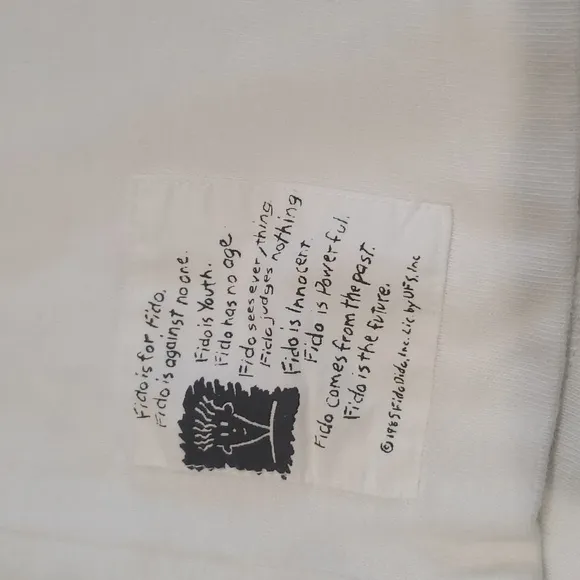 Fido is for Fido.
Fido is against no one.
Fido is Youth.
Fido has no age.
Fido sees every thing
Fido judges nothing.
Fido is Innocent.
Fido is Powerful.
Fido comes from the past.
Fido is the future.
©1985 Fido Dido, Inc. Lic by UFS, Inc